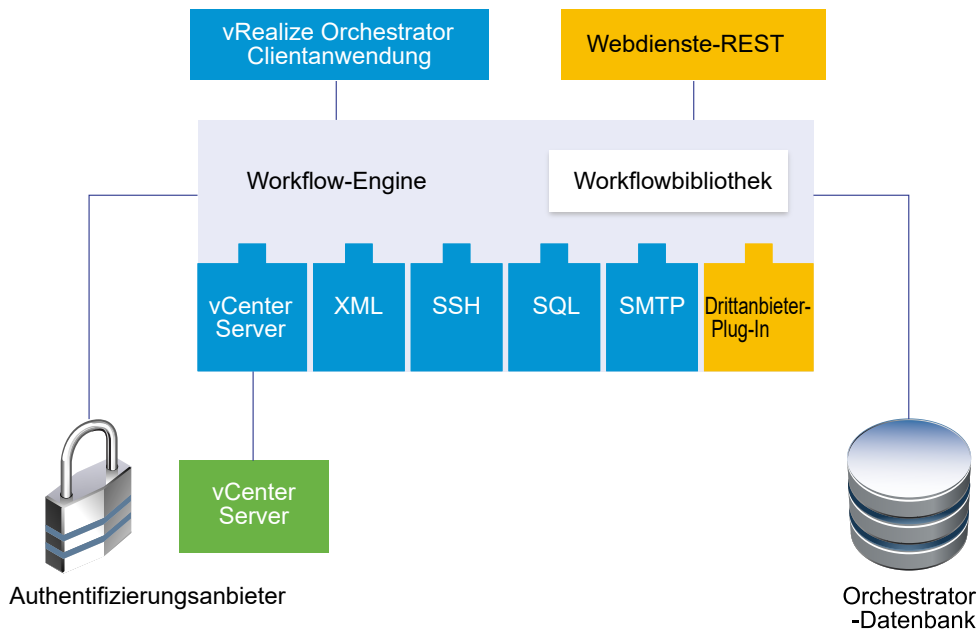 vRealize Orchestrator
Clientanwendung
Webdienste-REST
Workflow-Engine
Workflowbibliothek
vCenter
Server
XML
SSH
SQL
SMTP
Drittanbieter-
Plug-In
vCenter
Server
Authentifizierungsanbieter
Orchestrator
-Datenbank